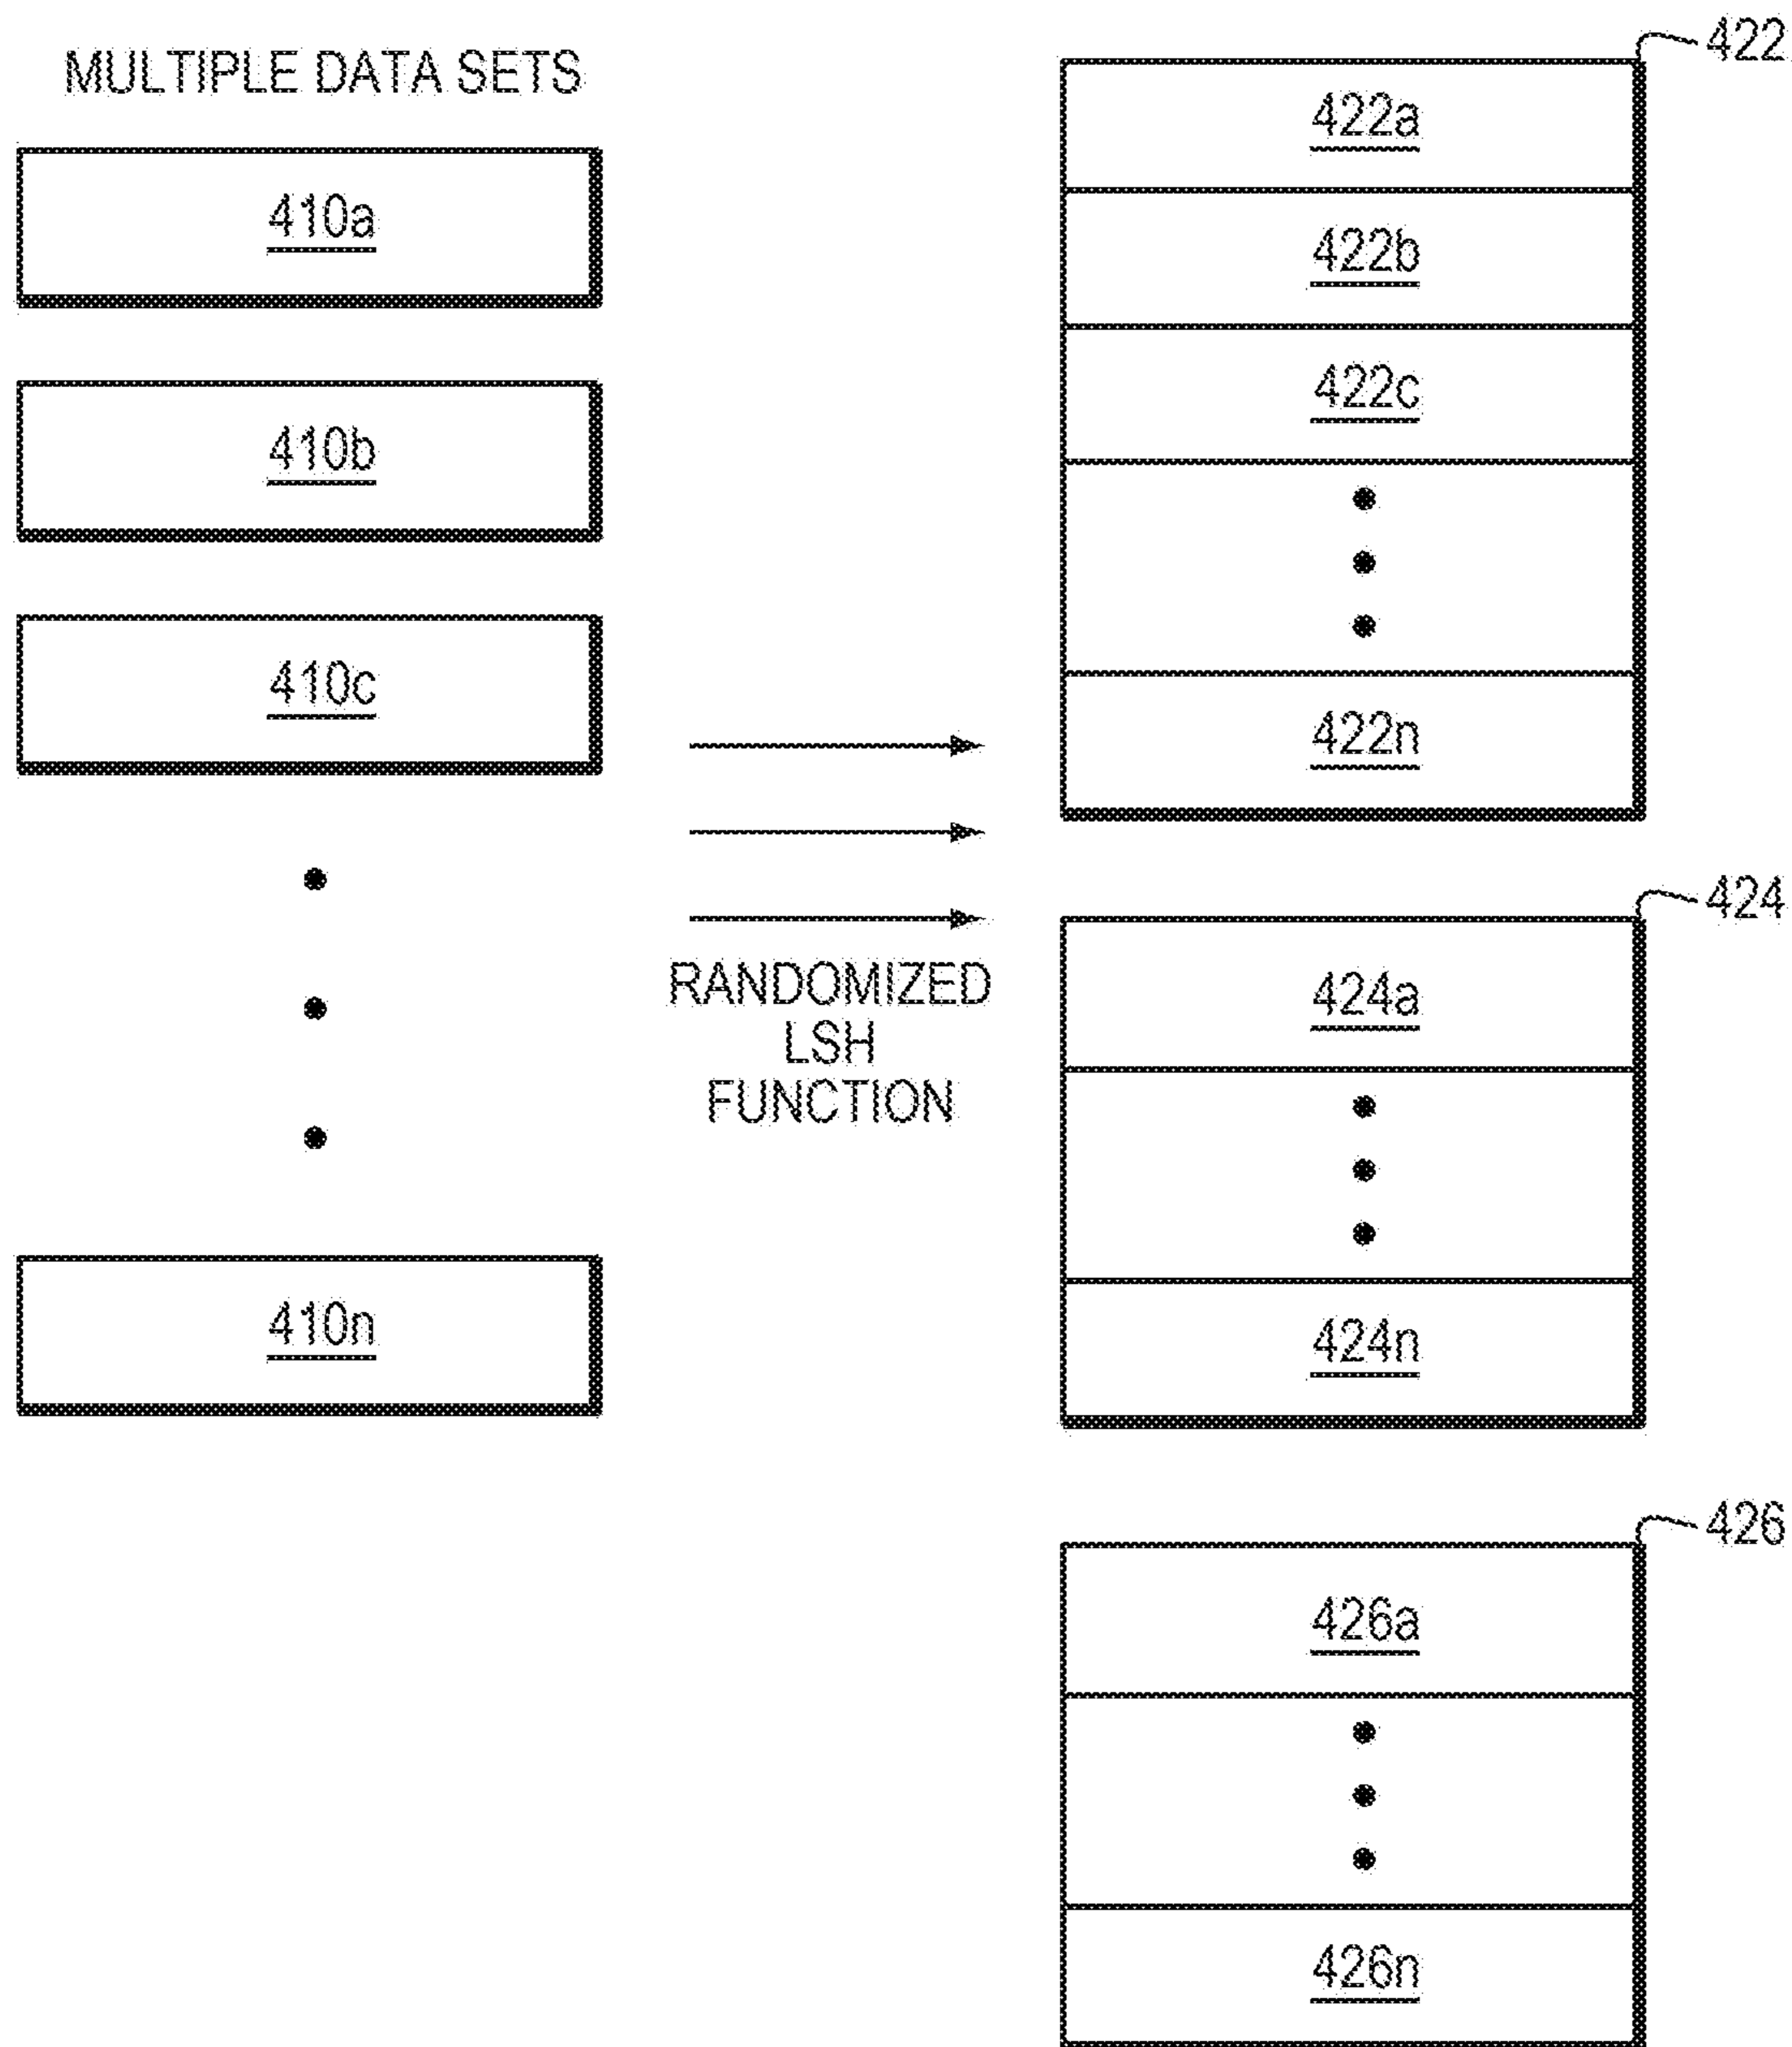 MULTIPLE DATA SETS
410a
410b
410c
410n
RANDOMIZED
LSH
FUNCTION
422
422a
422b
422c
422n
424
424a
424n
426
426a
426n